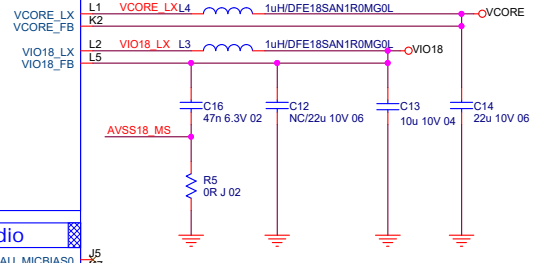 VCORE_LX L1 VCORE_LX L4 1uH/DFE18SAN1R0MG0L VCORE
VCORE_FB K2
VIO18_LX L2 VIO18_LX L3 1uH/DFE18SAN1R0MG0L VIO18
VIO18_FB L5
C16 C12 C13 C14
47n 6.3V 02 NC/22u 10V 06 10u 10V 04 22u 10V 06
AVSS18_MS
R5
0R J 02
dio
J5